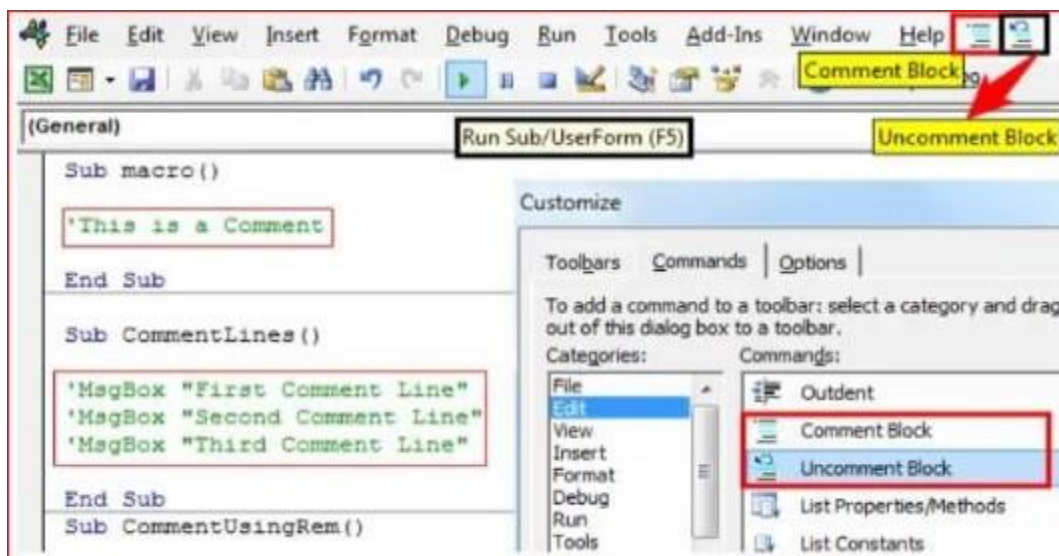 File Edit View Insert Format Debug Run Tools Add-Ins Window Help
Comment Block
(General)
Run Sub/UserForm (F5)
Uncomment Block
Sub macro()
'This is a Comment
End Sub
Sub CommentLines()
'MsgBox "First Comment Line"
'MsgBox "Second Comment Line"
'MsgBox "Third Comment Line"
End Sub
Sub CommentUsingRem()
Customize
Toolbars Commands Options
To add a command to a toolbar: select a category and drag
out of this dialog box to a toolbar.
Categories:
File
Edit
View
Insert
Format
Debug
Run
Tools
Commands:
Outdent
Comment Block
Uncomment Block
List Properties/Methods
List Constants